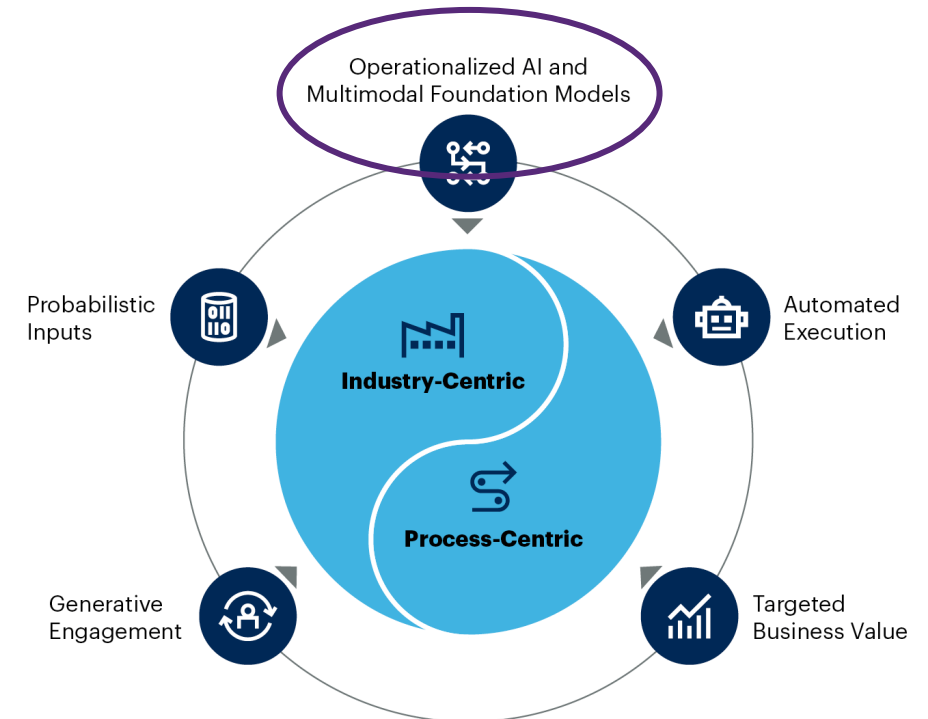 Operationalized AI and
Multimodal Foundation Models
Probabilistic
Inputs
Automated
Execution
Industry-Centric
Process-Centric
Generative
Engagement
Targeted
Business Value